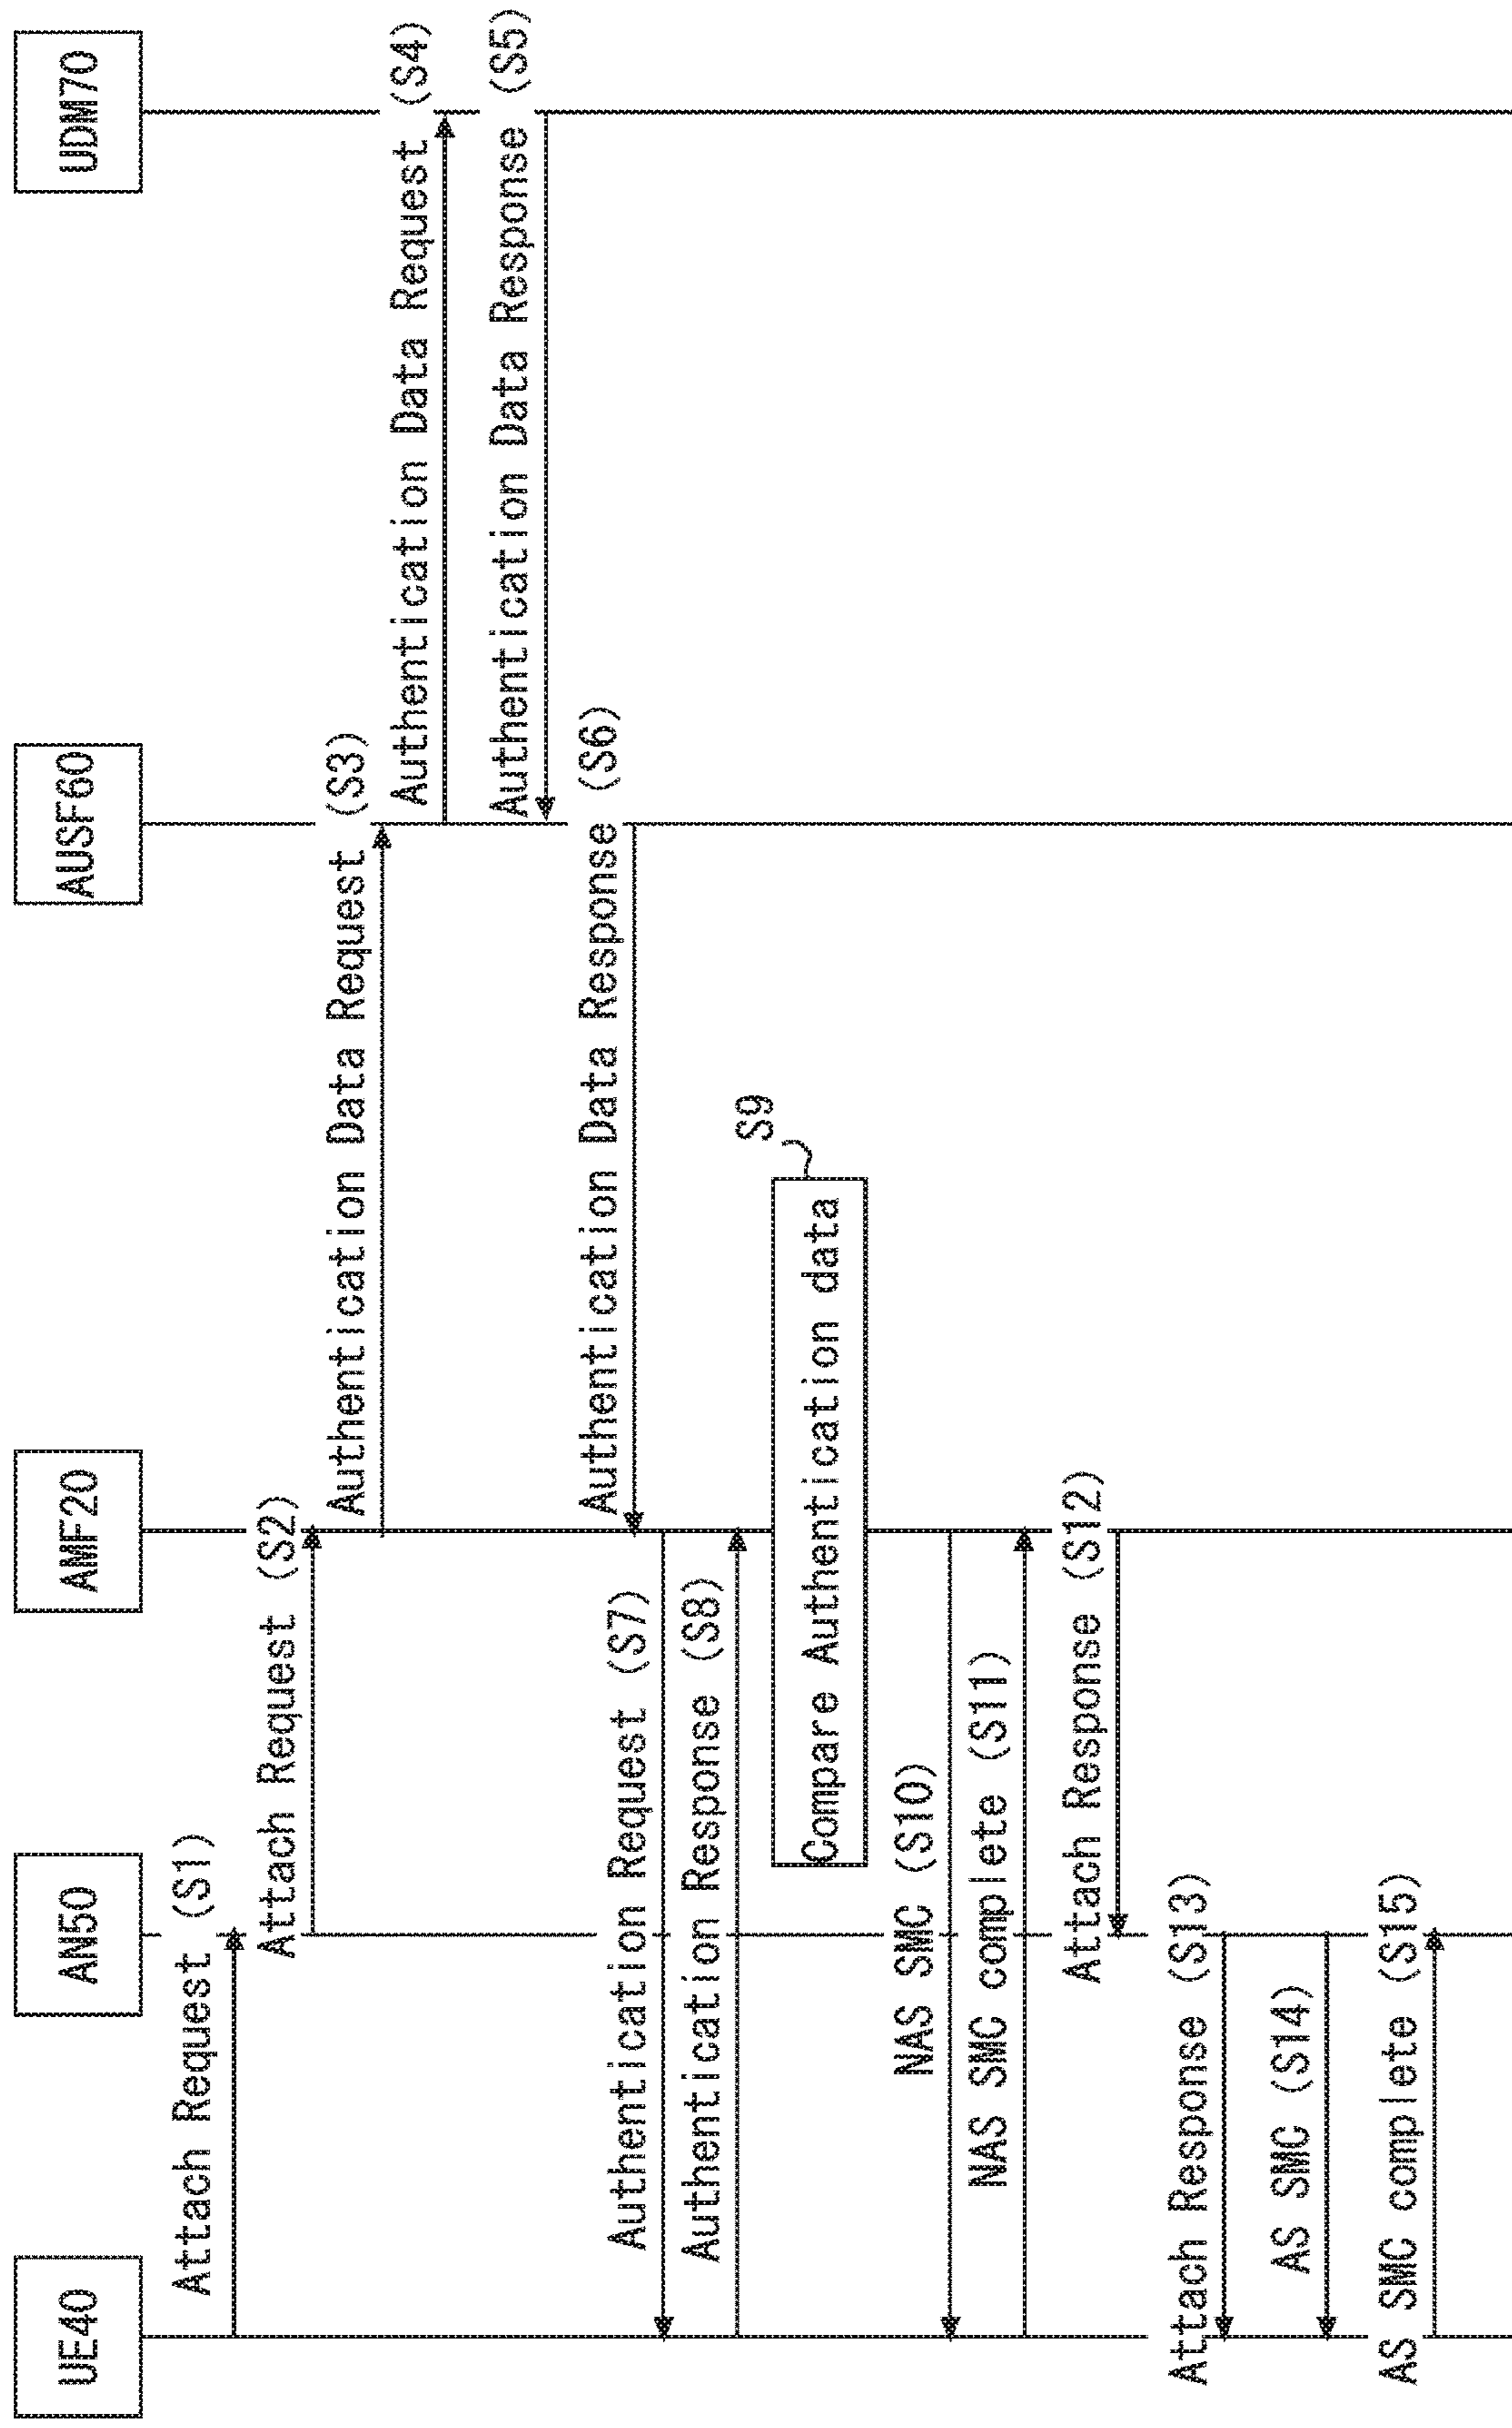 UE40
AN50
AMF20
AUSF60
UDM70
Attach Request (S1)
Attach Request (S2)
Authentication Data Request (S3)
Authentication Data Request (S4)
Authentication Data Response (S5)
Authentication Data Response (S6)
Authentication Request (S7)
Authentication Response (S8)
S9
Compare Authentication data
NAS SMC (S10)
NAS SMC complete (S11)
Attach Response (S12)
Attach Response (S13)
AS SMC (S14)
AS SMC complete (S15)